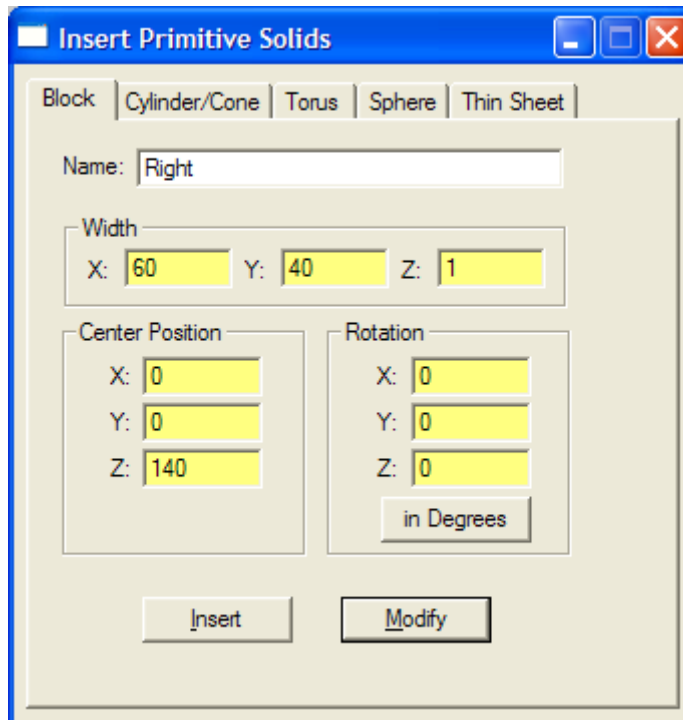 Insert Primitive Solids
Block Cylinder/Cone Torus Sphere Thin Sheet
Name: Right
Width
X: 60 Y: 40 Z: 1
Center Position Rotation
X: 0 X: 0
Y: 0 Y: 0
Z: 140 Z: 0
in Degrees
Insert Modify